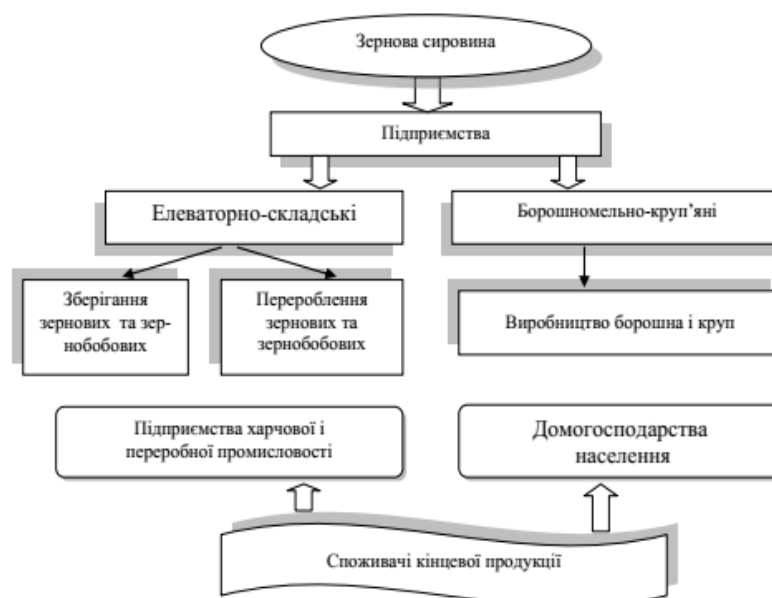 Зернова сировина
Підприємства
Елеваторно-складські
Борошномельно-круп’яні
Зберігання
зернових та зер-
нобобових
Перероблення
зернових та
зернобобових
Виробництво борошна і круп
Підприємства харчової і
переробної промисловості
Домогосподарства
населення
Споживачі кінцевої продукції